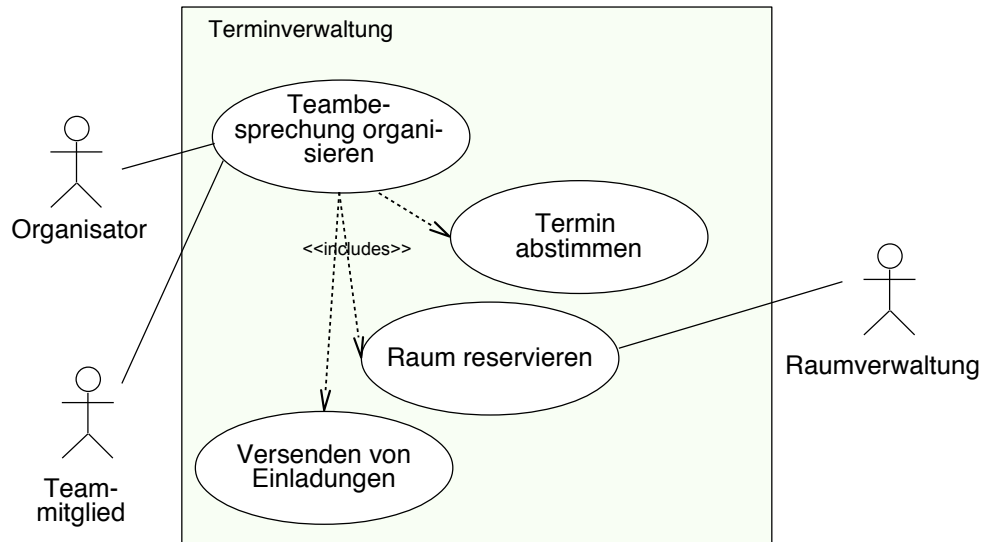 Terminverwaltung
Teambe-
sprechung organi-
sieren
Organisator
Termin
abstimmen
<<includes>>
Raum reservieren
Raumverwaltung
Versenden von
Einladungen
Team-
mitglied